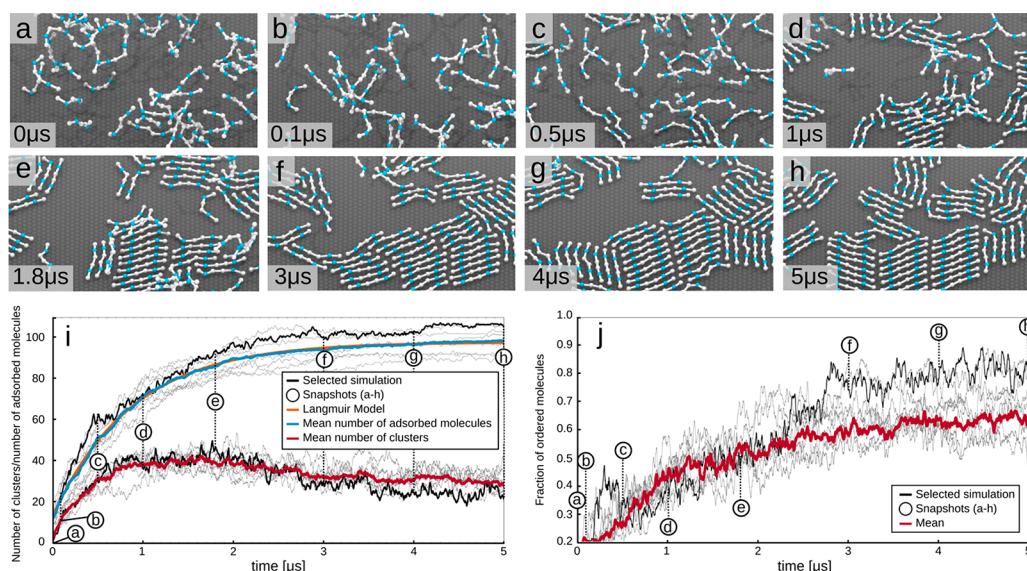 a
b
c
d
0μs
0.1μs
0.5μs
1μs
e
f
g
h
1.8μs
3μs
4μs
5μs
i
Number of clusters/number of adsorbed molecules
100
80
60
40
20
0
0
1
2
3
4
5
time [μs]
a
b
c
d
e
f
g
h
Selected simulation
Snapshots (a-h)
Langmuir Model
Mean number of adsorbed molecules
Mean number of clusters
j
Fraction of ordered molecules
1.0
0.9
0.8
0.7
0.6
0.5
0.4
0.3
0.2
0
1
2
3
4
5
time [μs]
a
b
c
d
e
f
g
h
Selected simulation
Snapshots (a-h)
Mean